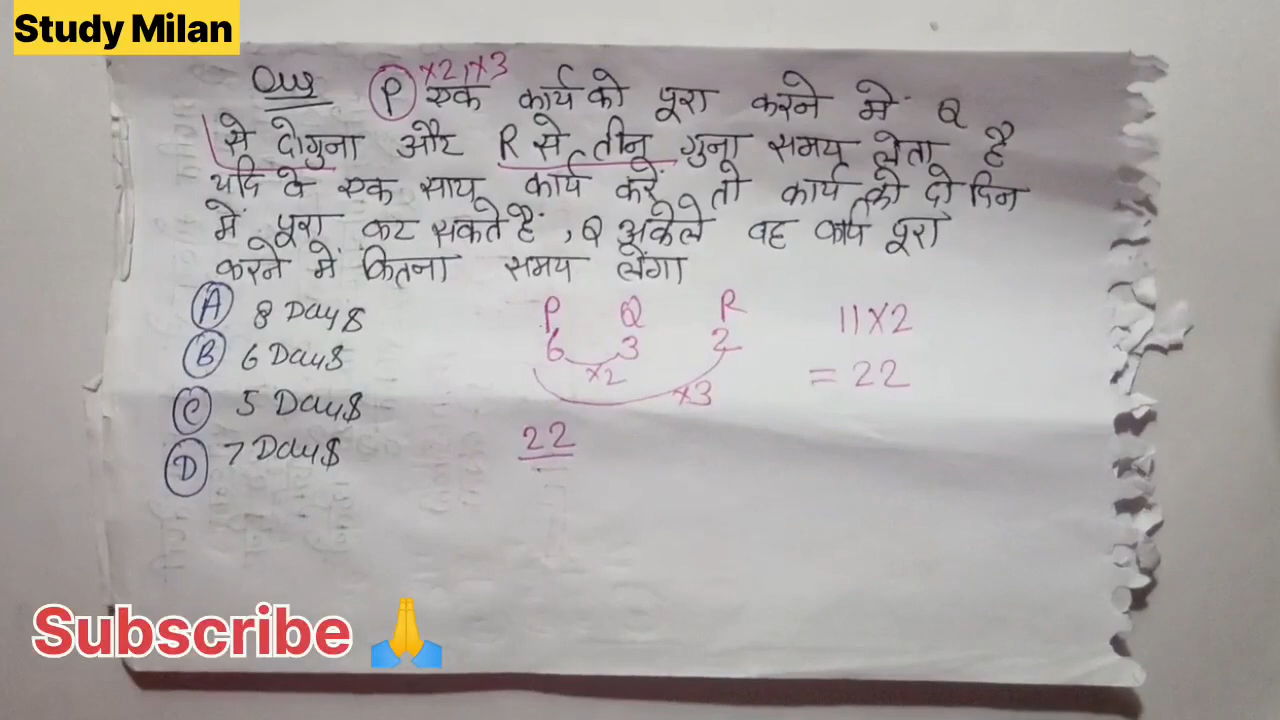 Study Milan
Que P ×2,×3 एक कार्य को पूरा करने में Q
से दोगुना और R से तीन गुना समय लेता है
यदि वे एक साथ कार्य करें तो कार्य को दो दिन
में पूरा कर सकते है , Q अकेले वह कार्य पूरा
करने में कितना समय लेंगा
A 8 Days
B 6 Days
C 5 Days
D 7 Days
P Q R
6 3 2
×2
×3
22
11×2
= 22
Subscribe 🙏